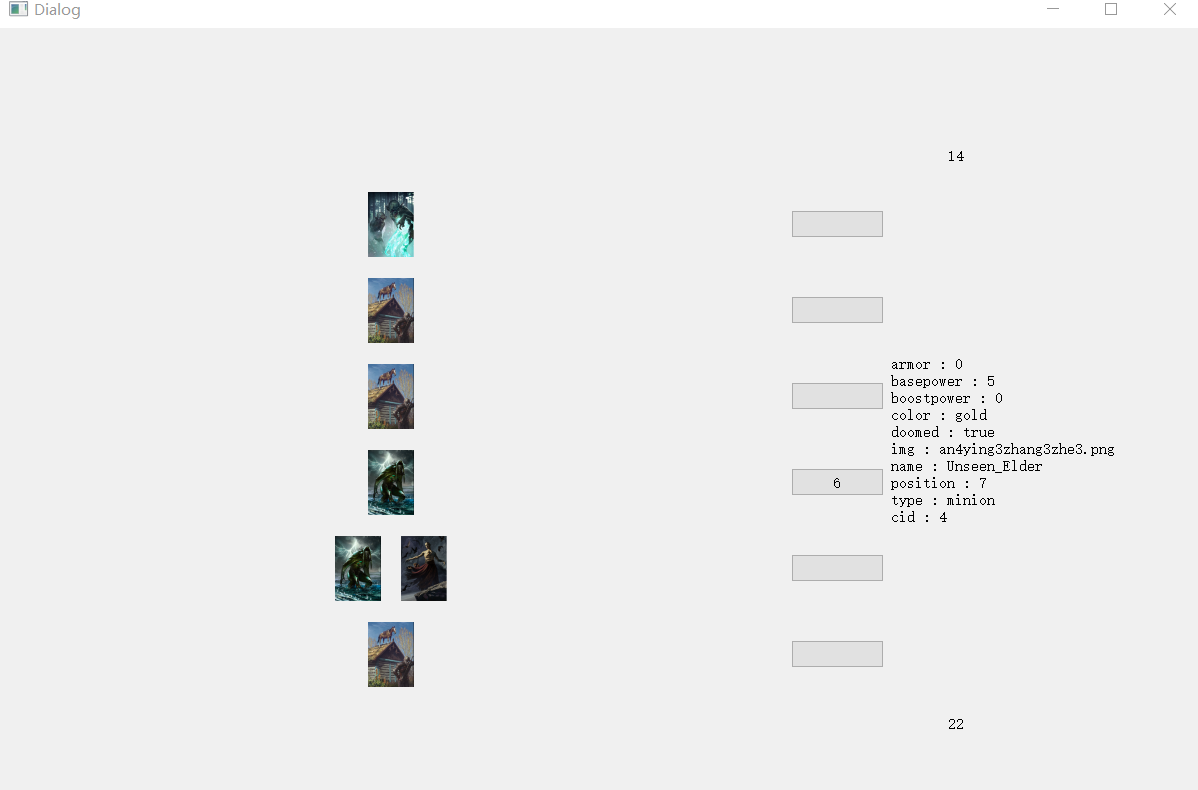 Dialog
14
armor : 0
basepower : 5
boostpower : 0
color : gold
doomed : true
img : an4ying3zhang3zhe3.png
name : Unseen_Elder
6
position : 7
type : minion
cid : 4
22